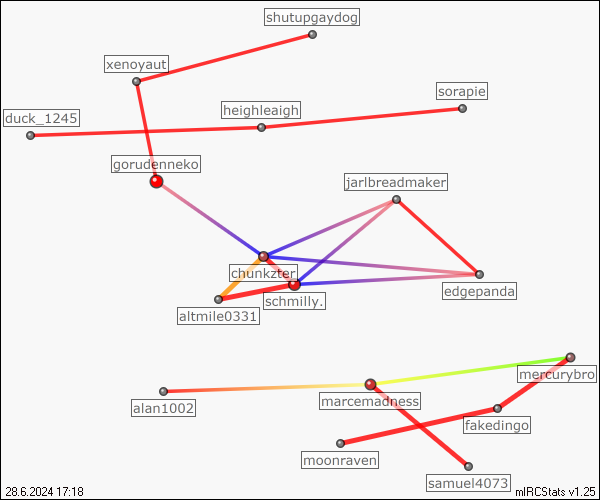 shutupgaydog
xenoyaut
sorapie
heighleaigh
duck_1245
gorudenneko
jarlbreadmaker
chunkzter
edgepanda
schmilly.
altmile0331
mercurybro
marcemadness
alan1002
fakedingo
moonraven
samuel4073
28.6.2024 17:18
mIRCStats v1.25